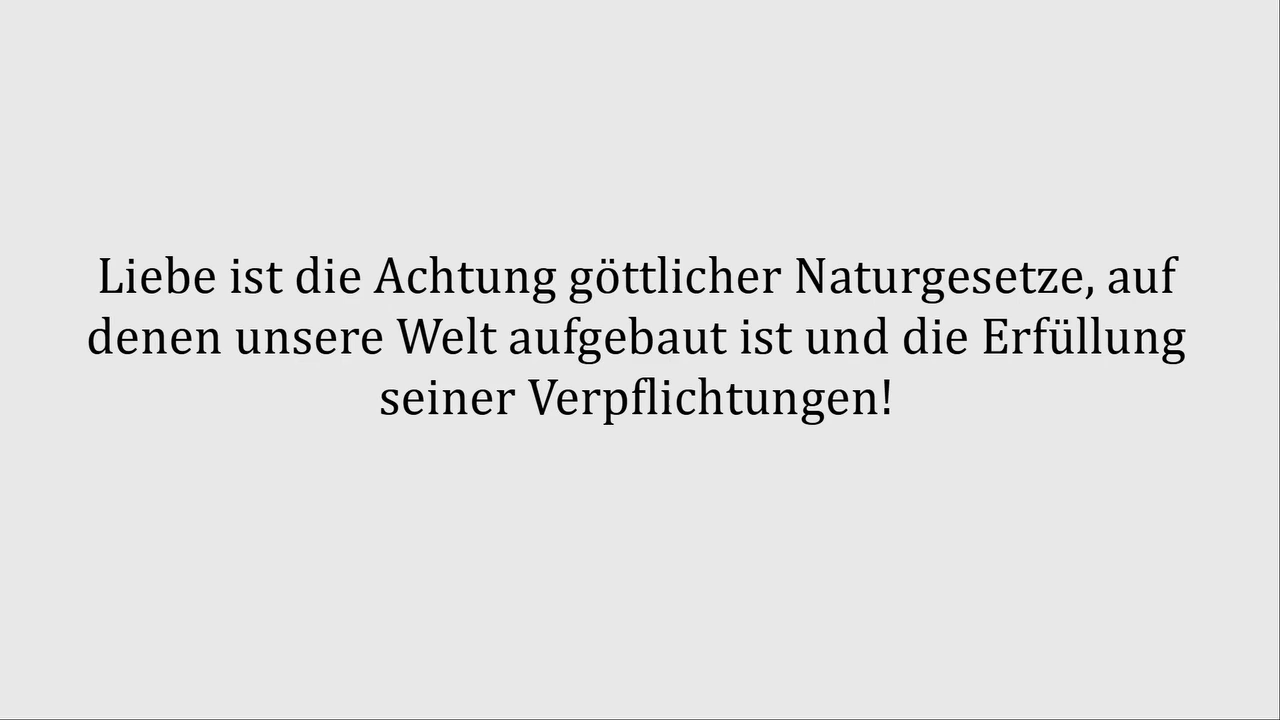 Liebe ist die Achtung göttlicher Naturgesetze, auf
denen unsere Welt aufgebaut ist und die Erfüllung
seiner Verpflichtungen!